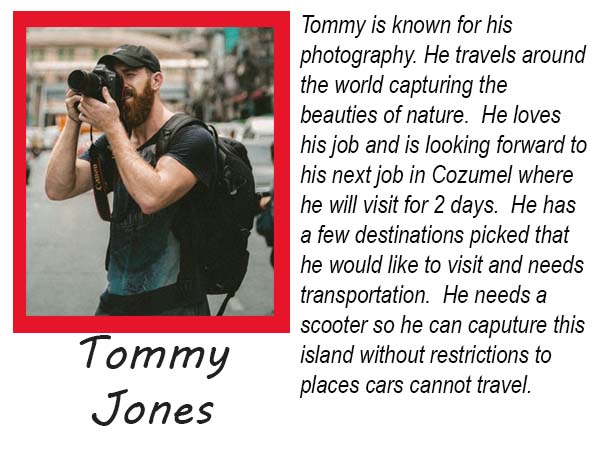 Tommy is known for his
photography. He travels around
the world capturing the
beauties of nature.  He loves
his job and is looking forward to
his next job in Cozumel where
he will visit for 2 days.  He has
a few destinations picked that
he would like to visit and needs
transportation.  He needs a
scooter so he can caputure this
island without restrictions to
places cars cannot travel.
Canon
Tommy
Jones